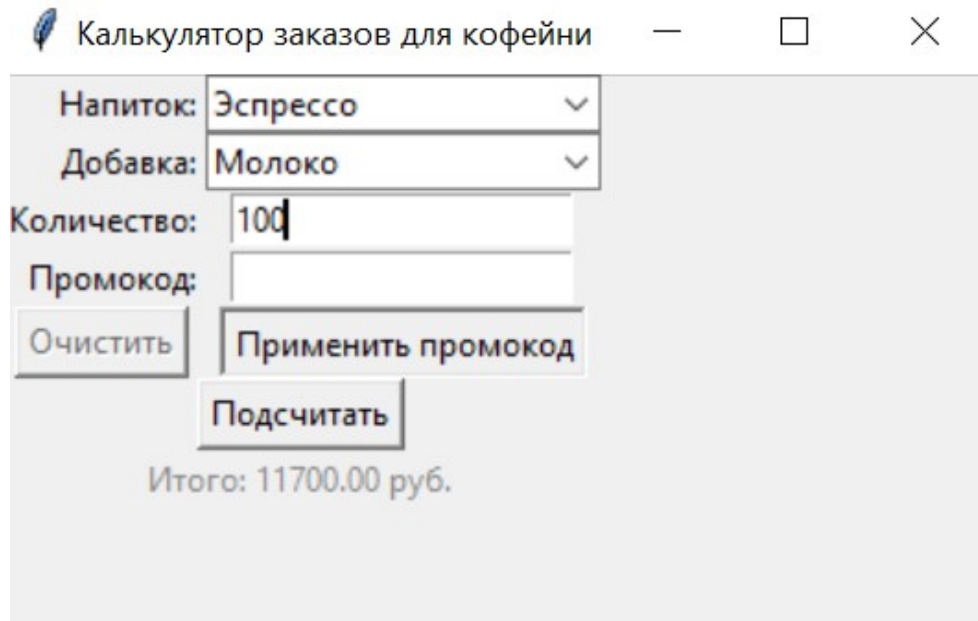 Калькулятор заказов для кофейни
Напиток: Эспрессо
Добавка: Молоко
Количество: 100
Промокод:
Очистить Применить промокод
Подсчитать
Итого: 11700.00 руб.